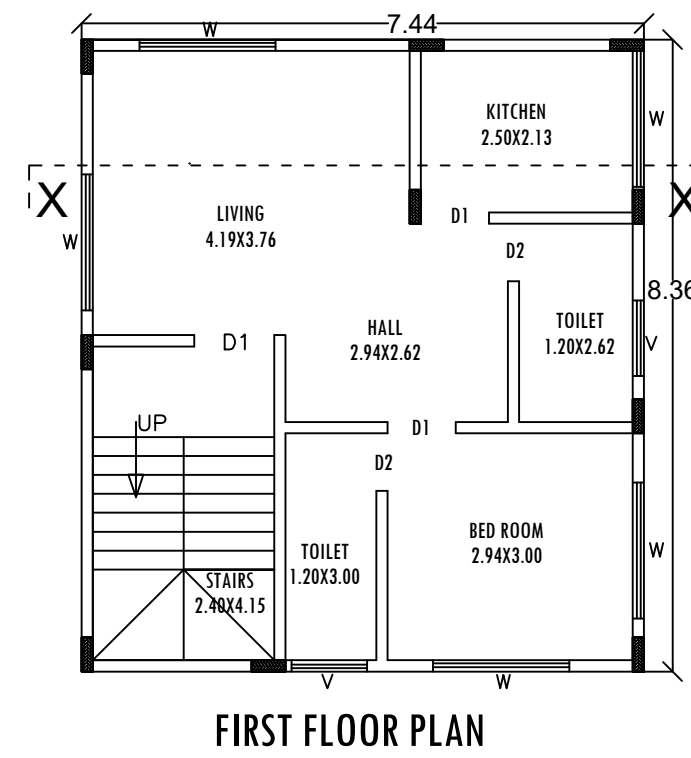 W
7.44
KITCHEN
2.50X2.13
W
X
X
LIVING
4.19X3.76
W
D1
D2
8.36
HALL
2.94X2.62
TOILET
1.20X2.62
V
D1
UP
D1
D2
BED ROOM
2.94X3.00
W
TOILET
1.20X3.00
STAIRS
2.40X4.15
V
W
FIRST FLOOR PLAN